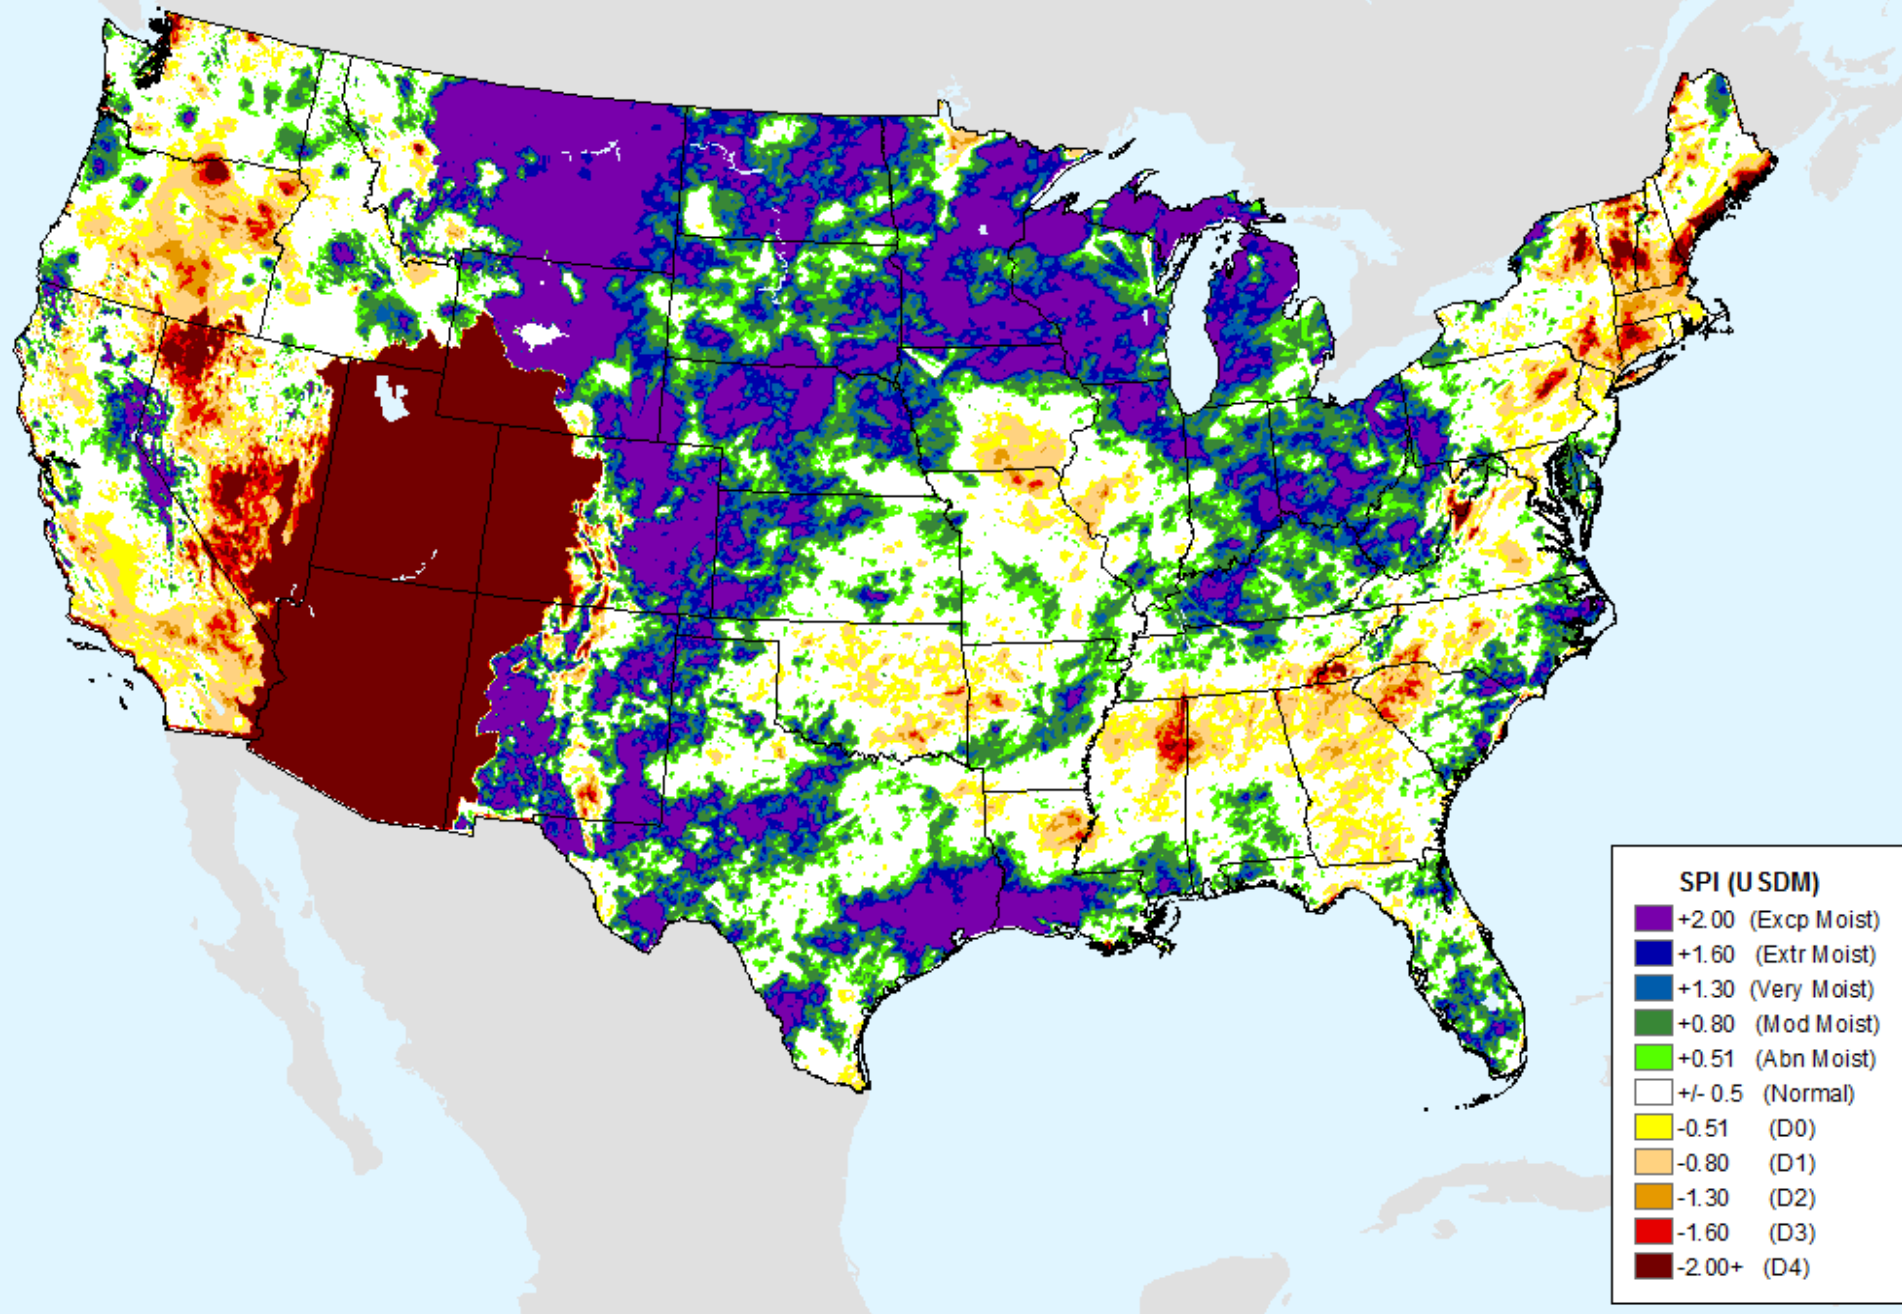 SPI (USDM)
+2.00 (Excp Moist)
+1.60 (Extr Moist)
+1.30 (Very Moist)
+0.80 (Mod Moist)
+0.51 (Abn Moist)
+/- 0.5 (Normal)
-0.51 (D0)
-0.80 (D1)
-1.30 (D2)
-1.60 (D3)
-2.00+ (D4)